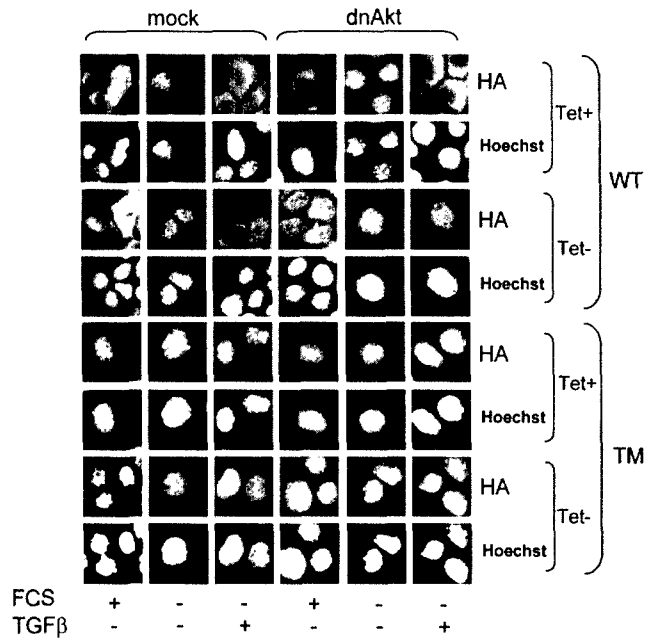 mock dnAkt
HA
Hoechst
Tet+
HA
Hoechst
Tet-
WT
HA
Hoechst
Tet+
HA
Hoechst
Tet-
TM
FCS + - - + - -
TGFβ - - + - - +